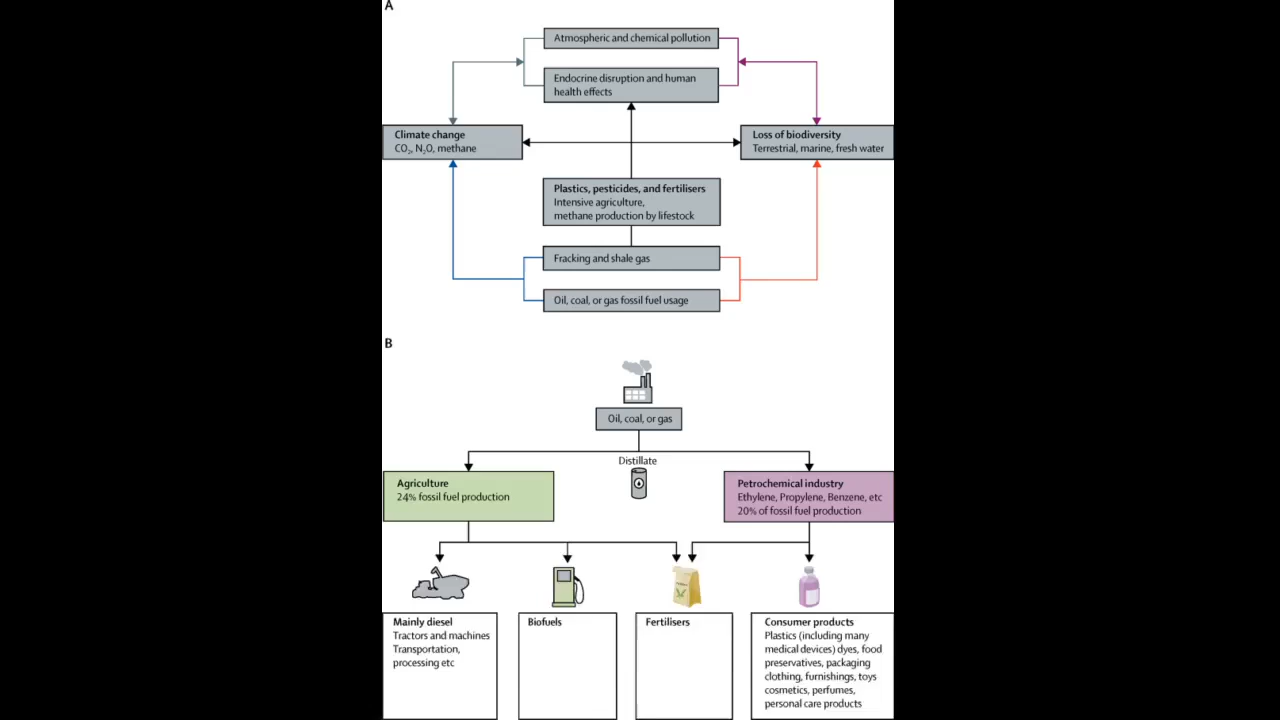 A
Atmospheric and chemical pollution
Endocrine disruption and human
health effects
Climate change
CO₂, N₂O, methane
Loss of biodiversity
Terrestrial, marine, fresh water
Plastics, pesticides, and fertilisers
Intensive agriculture,
methane production by lifestock
Fracking and shale gas
Oil, coal, or gas fossil fuel usage
B
Oil, coal, or gas
Distillate
Agriculture
24% fossil fuel production
Petrochemical industry
Ethylene, Propylene, Benzene, etc
20% of fossil fuel production
Mainly diesel
Tractors and machines
Transportation,
processing etc
Biofuels
Fertilisers
Consumer products
Plastics (including many
medical devices) dyes, food
preservatives, packaging
clothing, furnishings, toys
cosmetics, perfumes,
personal care products